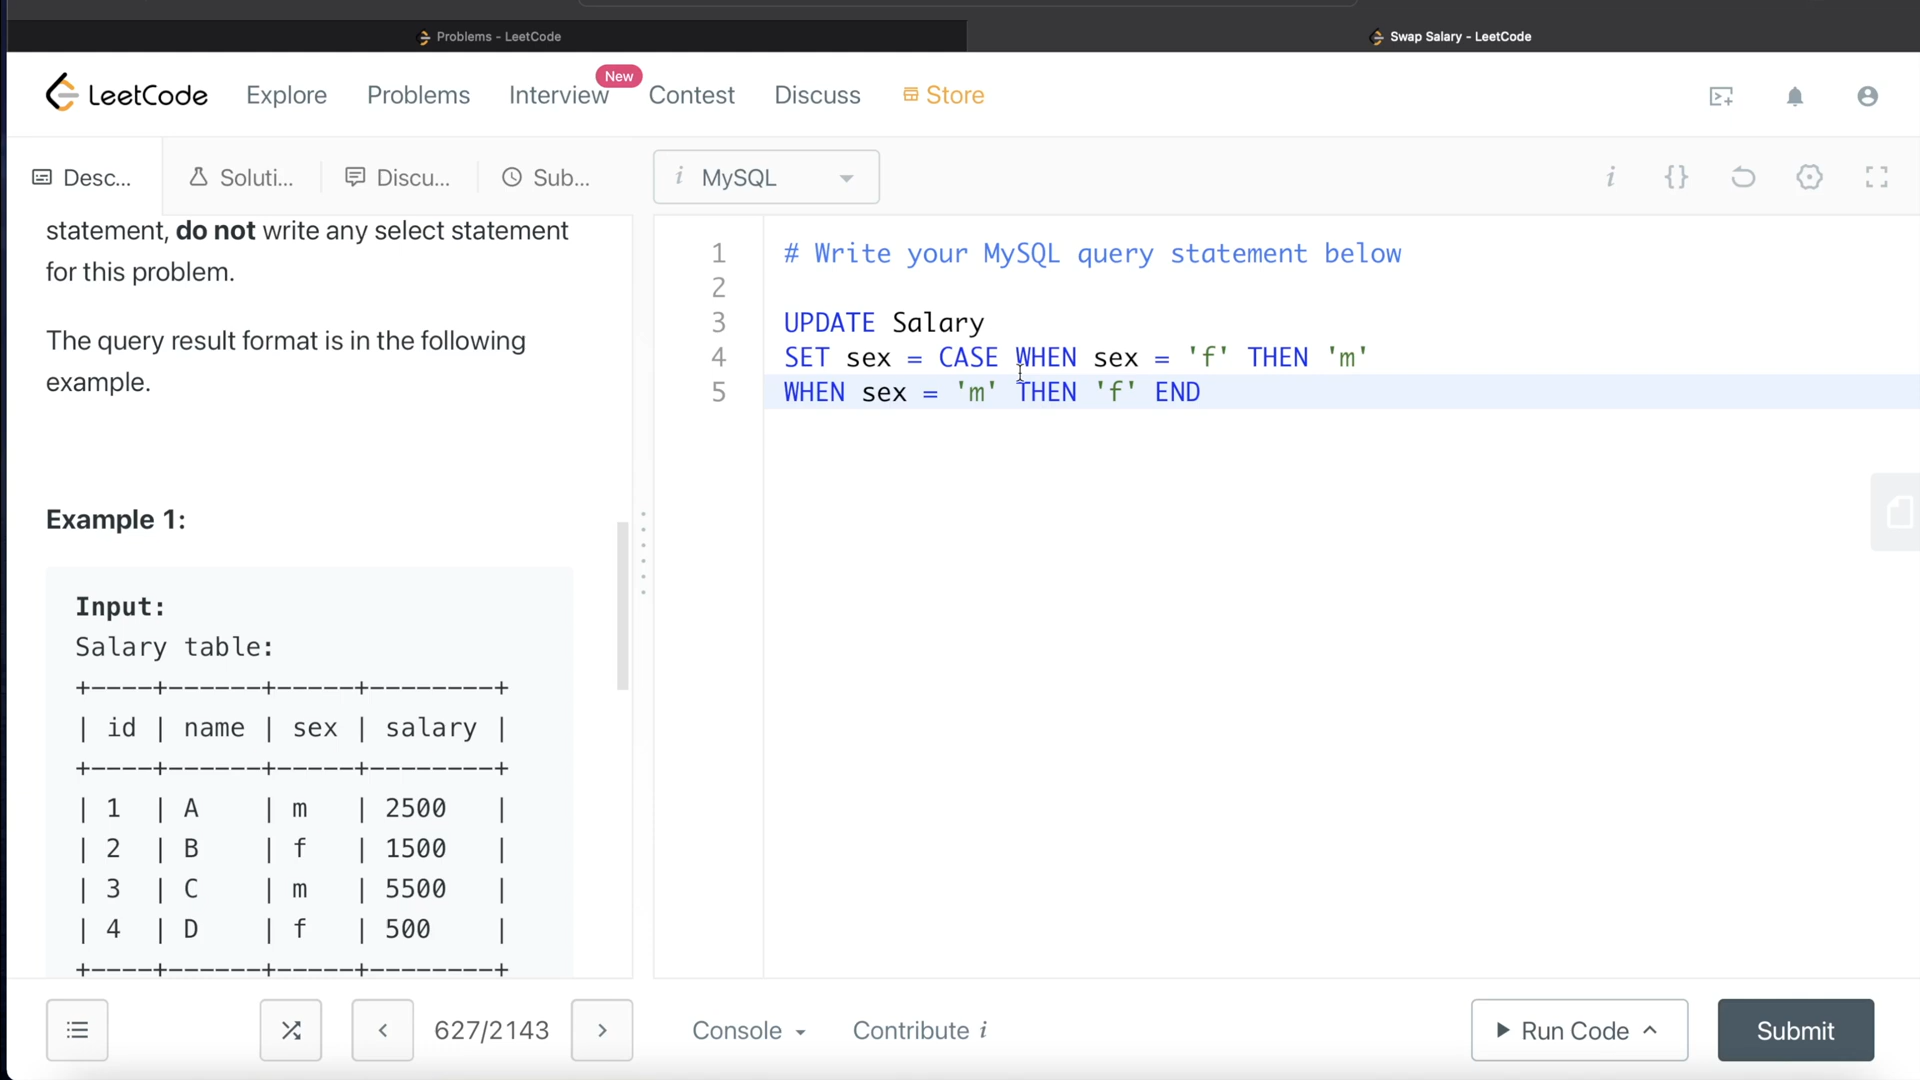 Problems - LeetCode
Swap Salary - LeetCode
LeetCode Explore Problems Interview New Contest Discuss Store
Desc... Soluti... Discu... Sub...
i MySQL
i {}
statement, do not write any select statement
for this problem.
The query result format is in the following
example.
Example 1:
Input:
Salary table:
+----+------+-----+--------+
| id | name | sex | salary |
+----+------+-----+--------+
| 1 | A | m | 2500 |
| 2 | B | f | 1500 |
| 3 | C | m | 5500 |
| 4 | D | f | 500 |
+----+------+-----+--------+
1 # Write your MySQL query statement below
2
3 UPDATE Salary
4 SET sex = CASE WHEN sex = 'f' THEN 'm'
5 WHEN sex = 'm' THEN 'f' END
627/2143
Console Contribute i
Run Code Submit